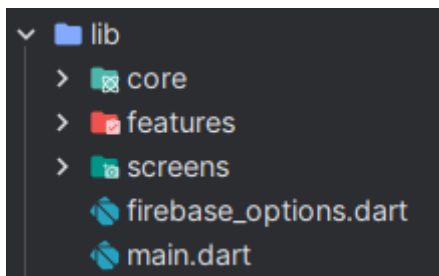 lib
core
features
screens
firebase_options.dart
main.dart